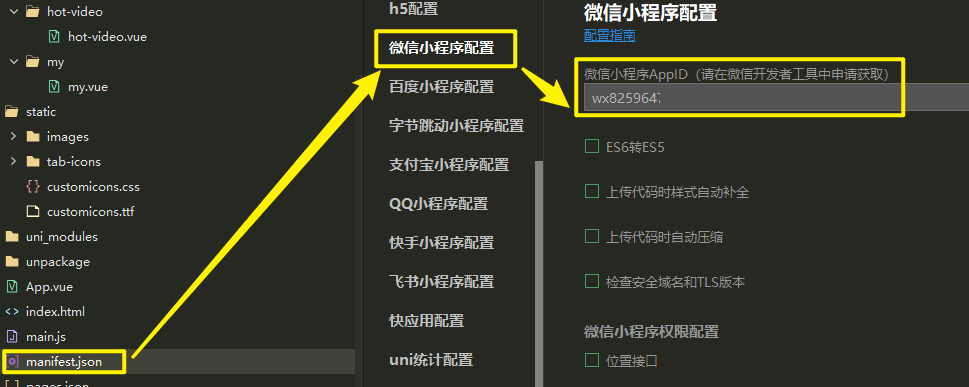 hot-video
hot-video.vue
my
my.vue
static
images
tab-icons
customicons.css
customicons.ttf
uni_modules
unpackage
App.vue
index.html
main.js
manifest.json
pages.json
h5配置
微信小程序配置
百度小程序配置
字节跳动小程序配置
支付宝小程序配置
QQ小程序配置
快手小程序配置
飞书小程序配置
快应用配置
uni统计配置
微信小程序配置
配置指南
微信小程序AppID（请在微信开发者工具中申请获取）
wx8259647
ES6转ES5
上传代码时样式自动补全
上传代码时自动压缩
检查安全域名和TLS版本
微信小程序权限配置
位置接口